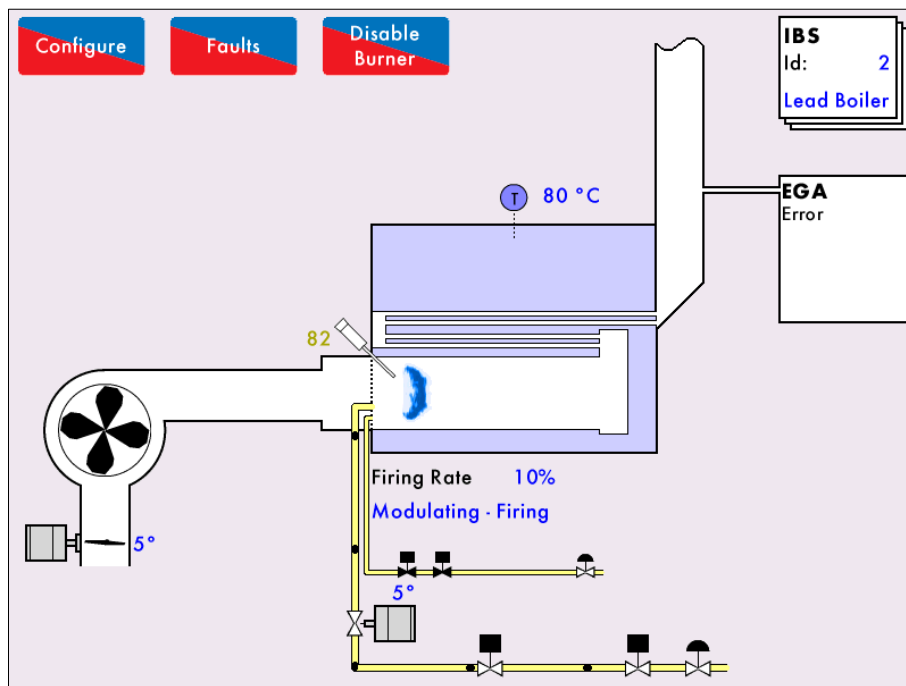 Configure
Faults
Disable
Burner
IBS
Id: 2
Lead Boiler
T
80 °C
EGA
Error
82
Firing Rate 10%
Modulating - Firing
5°
5°